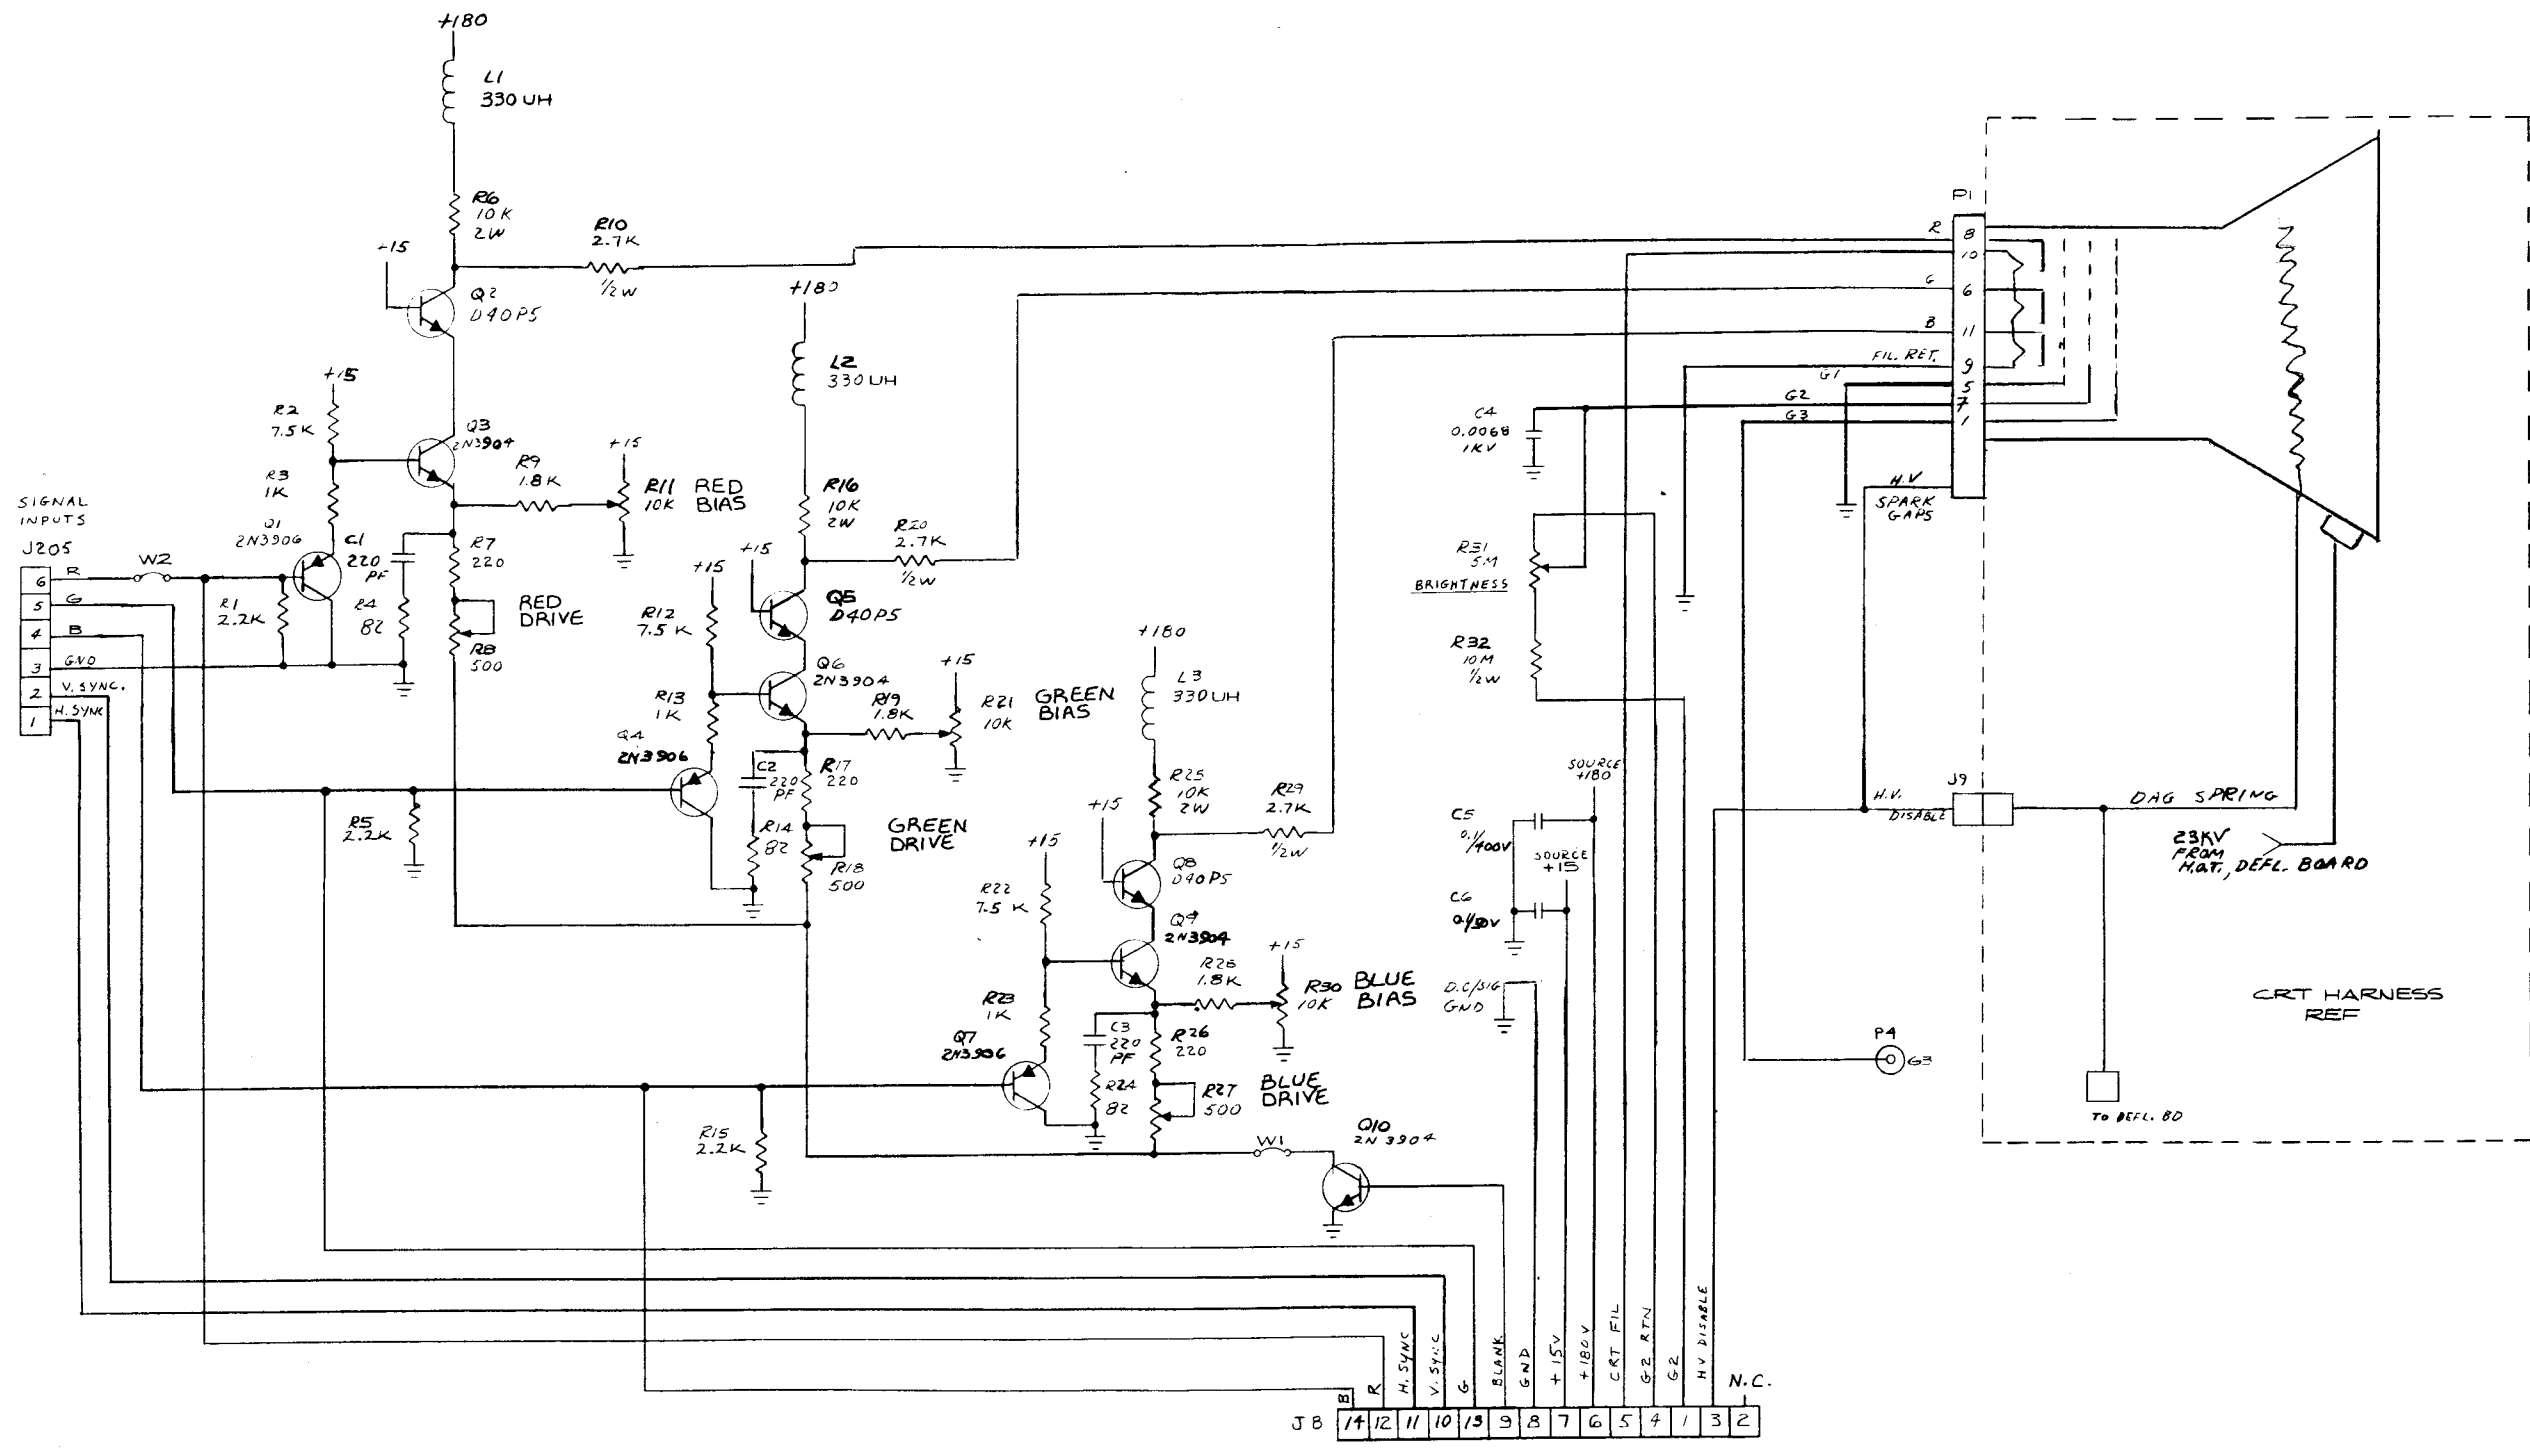 +180
L1
330 UH
R6
10K
2W
R10
2.7K
1/2W
+15
Q2
D40P5
+15
R2
7.5K
R3
1K
Q1
2N3906
Q3
2N3904
R9
1.8K
+15
R11
10K
RED
BIAS
C1
220
PF
R4
82
R7
220
RED
DRIVE
R8
500
R1
2.2K
W2
SIGNAL
INPUTS
J205
6 R
5 G
4 B
3 GND
2 V. SYNC.
1 H. SYNC
+180
L2
330UH
R16
10K
2W
R20
2.7K
1/2W
+15
Q5
D40P5
+15
R12
7.5K
R13
1K
Q4
2N3906
Q6
2N3904
R19
1.8K
+15
R21
10K
GREEN
BIAS
C2
220
PF
R17
220
R14
82
GREEN
DRIVE
R18
500
R5
2.2K
+180
L3
330UH
R25
10K
2W
R29
2.7K
1/2W
+15
Q8
D40P5
+15
R22
7.5K
R23
1K
Q7
2N3906
Q9
2N3904
1.8K
+15
R30
10K
BLUE
BIAS
C3
220
PF
R26
220
R24
82
R27
500
BLUE
DRIVE
R15
2.2K
W1
Q10
2N3904
P1
R 8
10
G 6
B 11
FIL. RET. 9
G1 5
G2 7
G3 1
H.V
SPARK
GAPS
C4
0.0068
1KV
R31
5M
BRIGHTNESS
R32
10M
1/2W
SOURCE
+180
C5
0.1/400V
SOURCE
+15
C6
0.1/50V
D.C/SIG
GND
J9
H.V.
DISABLE
DAG SPRING
23KV
FROM
H.O.T., DEFL. BOARD
CRT HARNESS
REF
P4
G3
TO DEFL. BD
B
R
H. SYNC
V. SYNC
G
BLANK
GND
+15V
+180V
CRT FIL
G2 RTN
G2
HV DISABLE
N.C.
J8 14 12 11 10 13 9 8 7 6 5 4 1 3 2